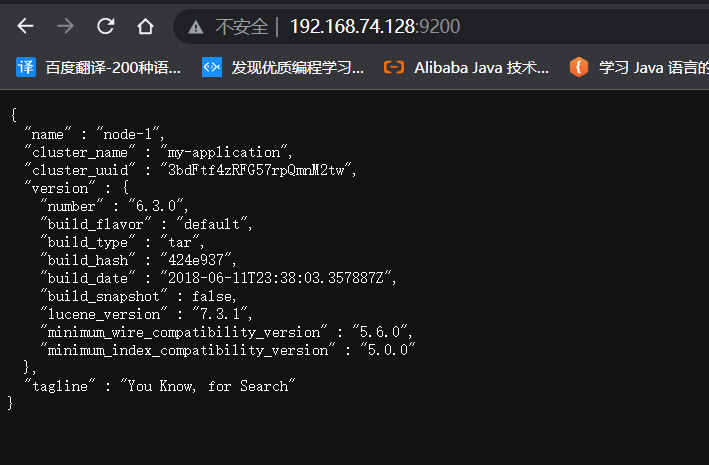 不安全 | 192.168.74.128:9200
百度翻译-200种语... 发现优质编程学习... Alibaba Java 技术... 学习 Java 语言的
{
"name" : "node-1",
"cluster_name" : "my-application",
"cluster_uuid" : "3bdFtf4zRFG57rpQmnM2tw",
"version" : {
"number" : "6.3.0",
"build_flavor" : "default",
"build_type" : "tar",
"build_hash" : "424e937",
"build_date" : "2018-06-11T23:38:03.357887Z",
"build_snapshot" : false,
"lucene_version" : "7.3.1",
"minimum_wire_compatibility_version" : "5.6.0",
"minimum_index_compatibility_version" : "5.0.0"
},
"tagline" : "You Know, for Search"
}